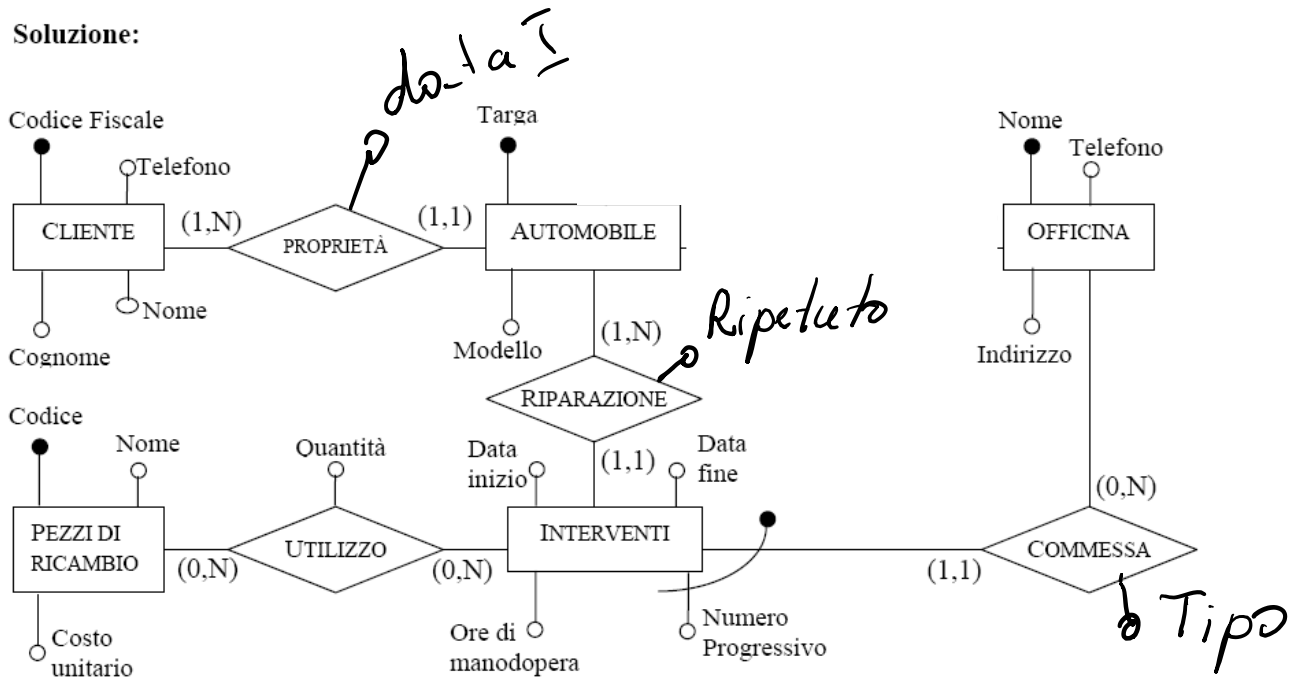 Soluzione:
data I
Codice Fiscale
Targa
Nome
Telefono
Telefono
CLIENTE
(1,N)
PROPRIETÀ
(1,1)
AUTOMOBILE
OFFICINA
Nome
Cognome
Modello
(1,N)
Ripetuto
Indirizzo
RIPARAZIONE
Codice
Nome
Quantità
Data
inizio
(1,1)
Data
fine
(0,N)
PEZZI DI
RICAMBIO
(0,N)
UTILIZZO
(0,N)
INTERVENTI
(1,1)
COMMESSA
Costo
unitario
Ore di
manodopera
Numero
Progressivo
Tipo